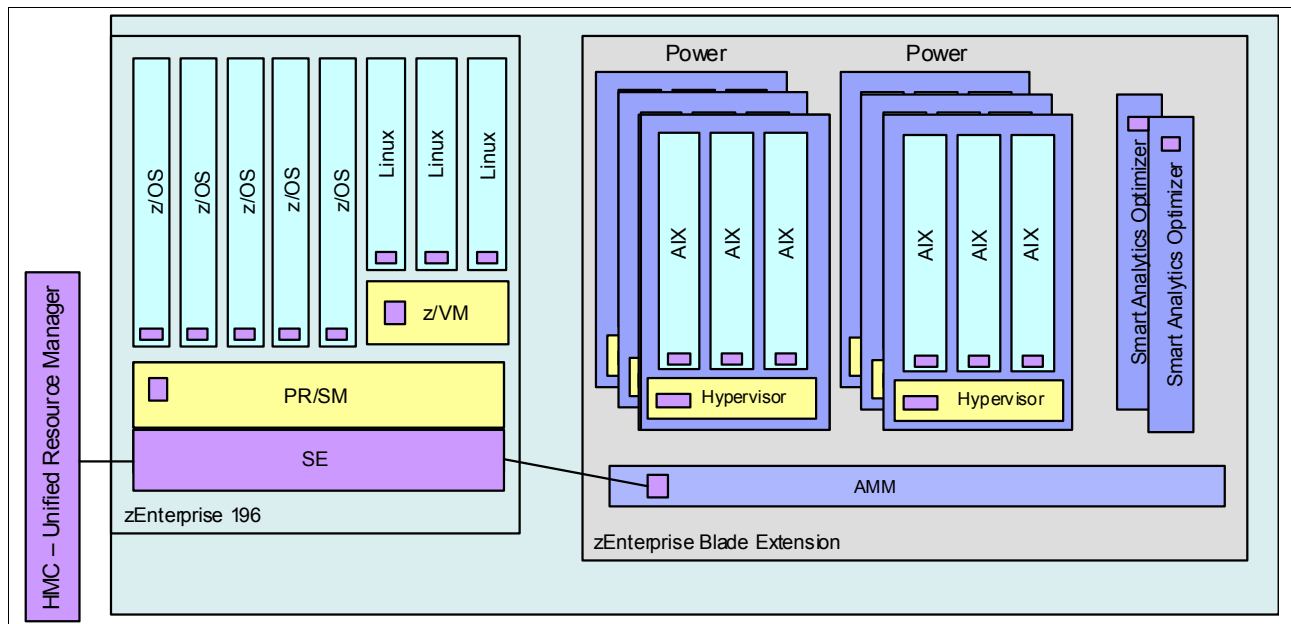 HMC – Unified Resource Manager
z/OS
z/OS
z/OS
z/OS
z/OS
Linux
Linux
Linux
z/VM
PR/SM
SE
zEnterprise 196
Power
Power
AIX
AIX
AIX
Hypervisor
AIX
AIX
AIX
Hypervisor
Smart Analytics Optimizer
Smart Analytics Optimizer
AMM
zEnterprise Blade Extension